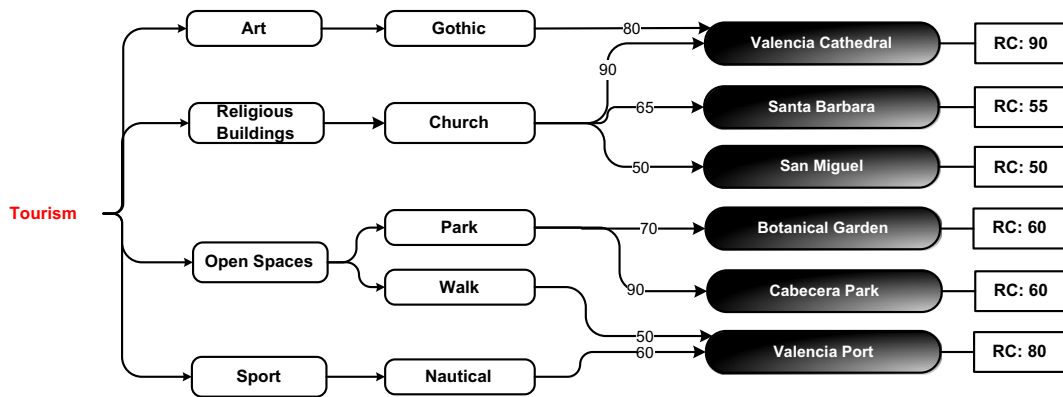 Art
Gothic
80
Valencia Cathedral
RC: 90
90
Religious
Buildings
Church
65
Santa Barbara
RC: 55
50
San Miguel
RC: 50
Tourism
Open Spaces
Park
70
Botanical Garden
RC: 60
Walk
90
Cabecera Park
RC: 60
50
Valencia Port
RC: 80
Sport
Nautical
60